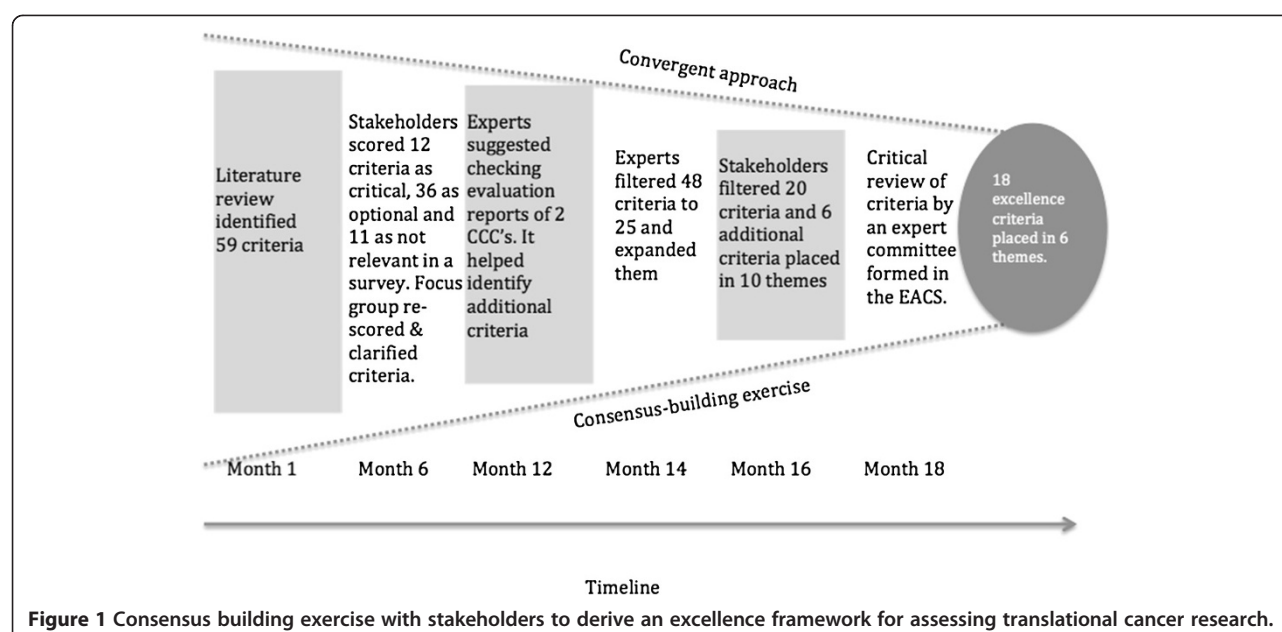 Convergent approach
Literature
review
identified
59 criteria
Stakeholders
scored 12
criteria as
critical, 36 as
optional and
11 as not
relevant in a
survey. Focus
group re-
scored &
clarified
criteria.
Experts
suggested
checking
evaluation
reports of 2
CCC's. It
helped
identify
additional
criteria
Experts
filtered 48
criteria to
25 and
expanded
them
Stakeholders
filtered 20
criteria and 6
additional
criteria placed
in 10 themes
Critical
review of
criteria by
an expert
committee
formed in
the EACS.
18
excellence
criteria
placed in 6
themes.
Consensus-building exercise
Month 1
Month 6
Month 12
Month 14
Month 16
Month 18
Timeline
Figure 1 Consensus building exercise with stakeholders to derive an excellence framework for assessing translational cancer research.